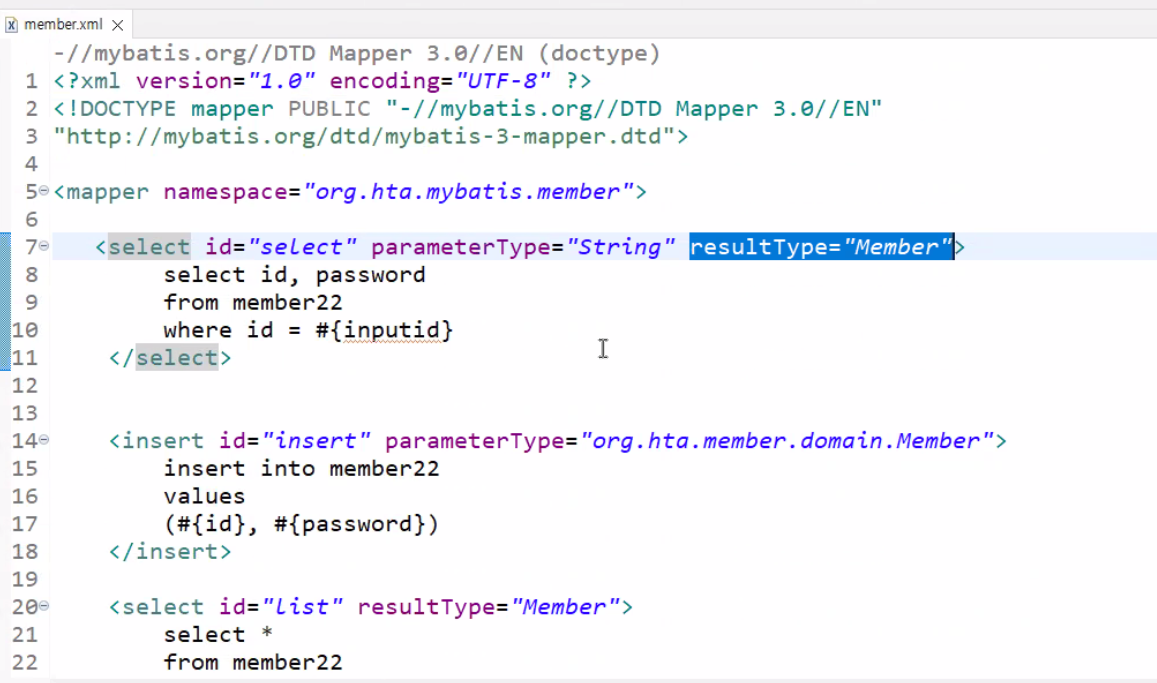 member.xml
-//mybatis.org//DTD Mapper 3.0//EN (doctype)
1 <?xml version="1.0" encoding="UTF-8" ?>
2 <!DOCTYPE mapper PUBLIC "-//mybatis.org//DTD Mapper 3.0//EN"
3 "http://mybatis.org/dtd/mybatis-3-mapper.dtd">
4
5 <mapper namespace="org.hta.mybatis.member">
6
7 <select id="select" parameterType="String" resultType="Member">
8 select id, password
9 from member22
10 where id = #{inputid}
11 </select>
12
13
14 <insert id="insert" parameterType="org.hta.member.domain.Member">
15 insert into member22
16 values
17 (#{id}, #{password})
18 </insert>
19
20 <select id="list" resultType="Member">
21 select *
22 from member22